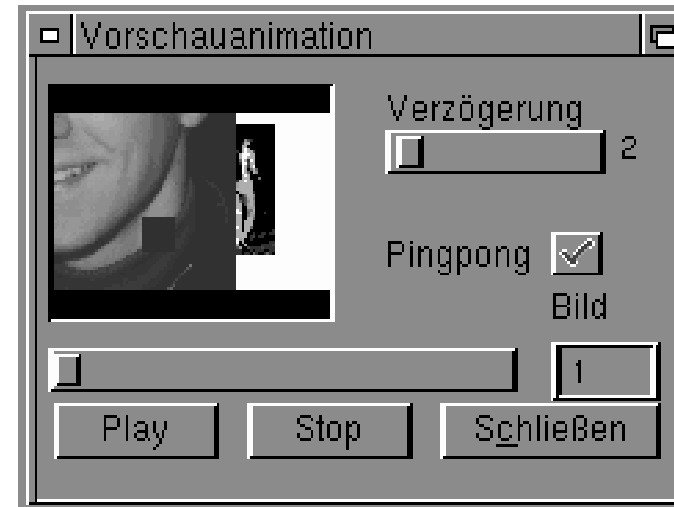 Vorschauanimation
Verzögerung
2
Pingpong
Bild
1
Play
Stop
Schließen